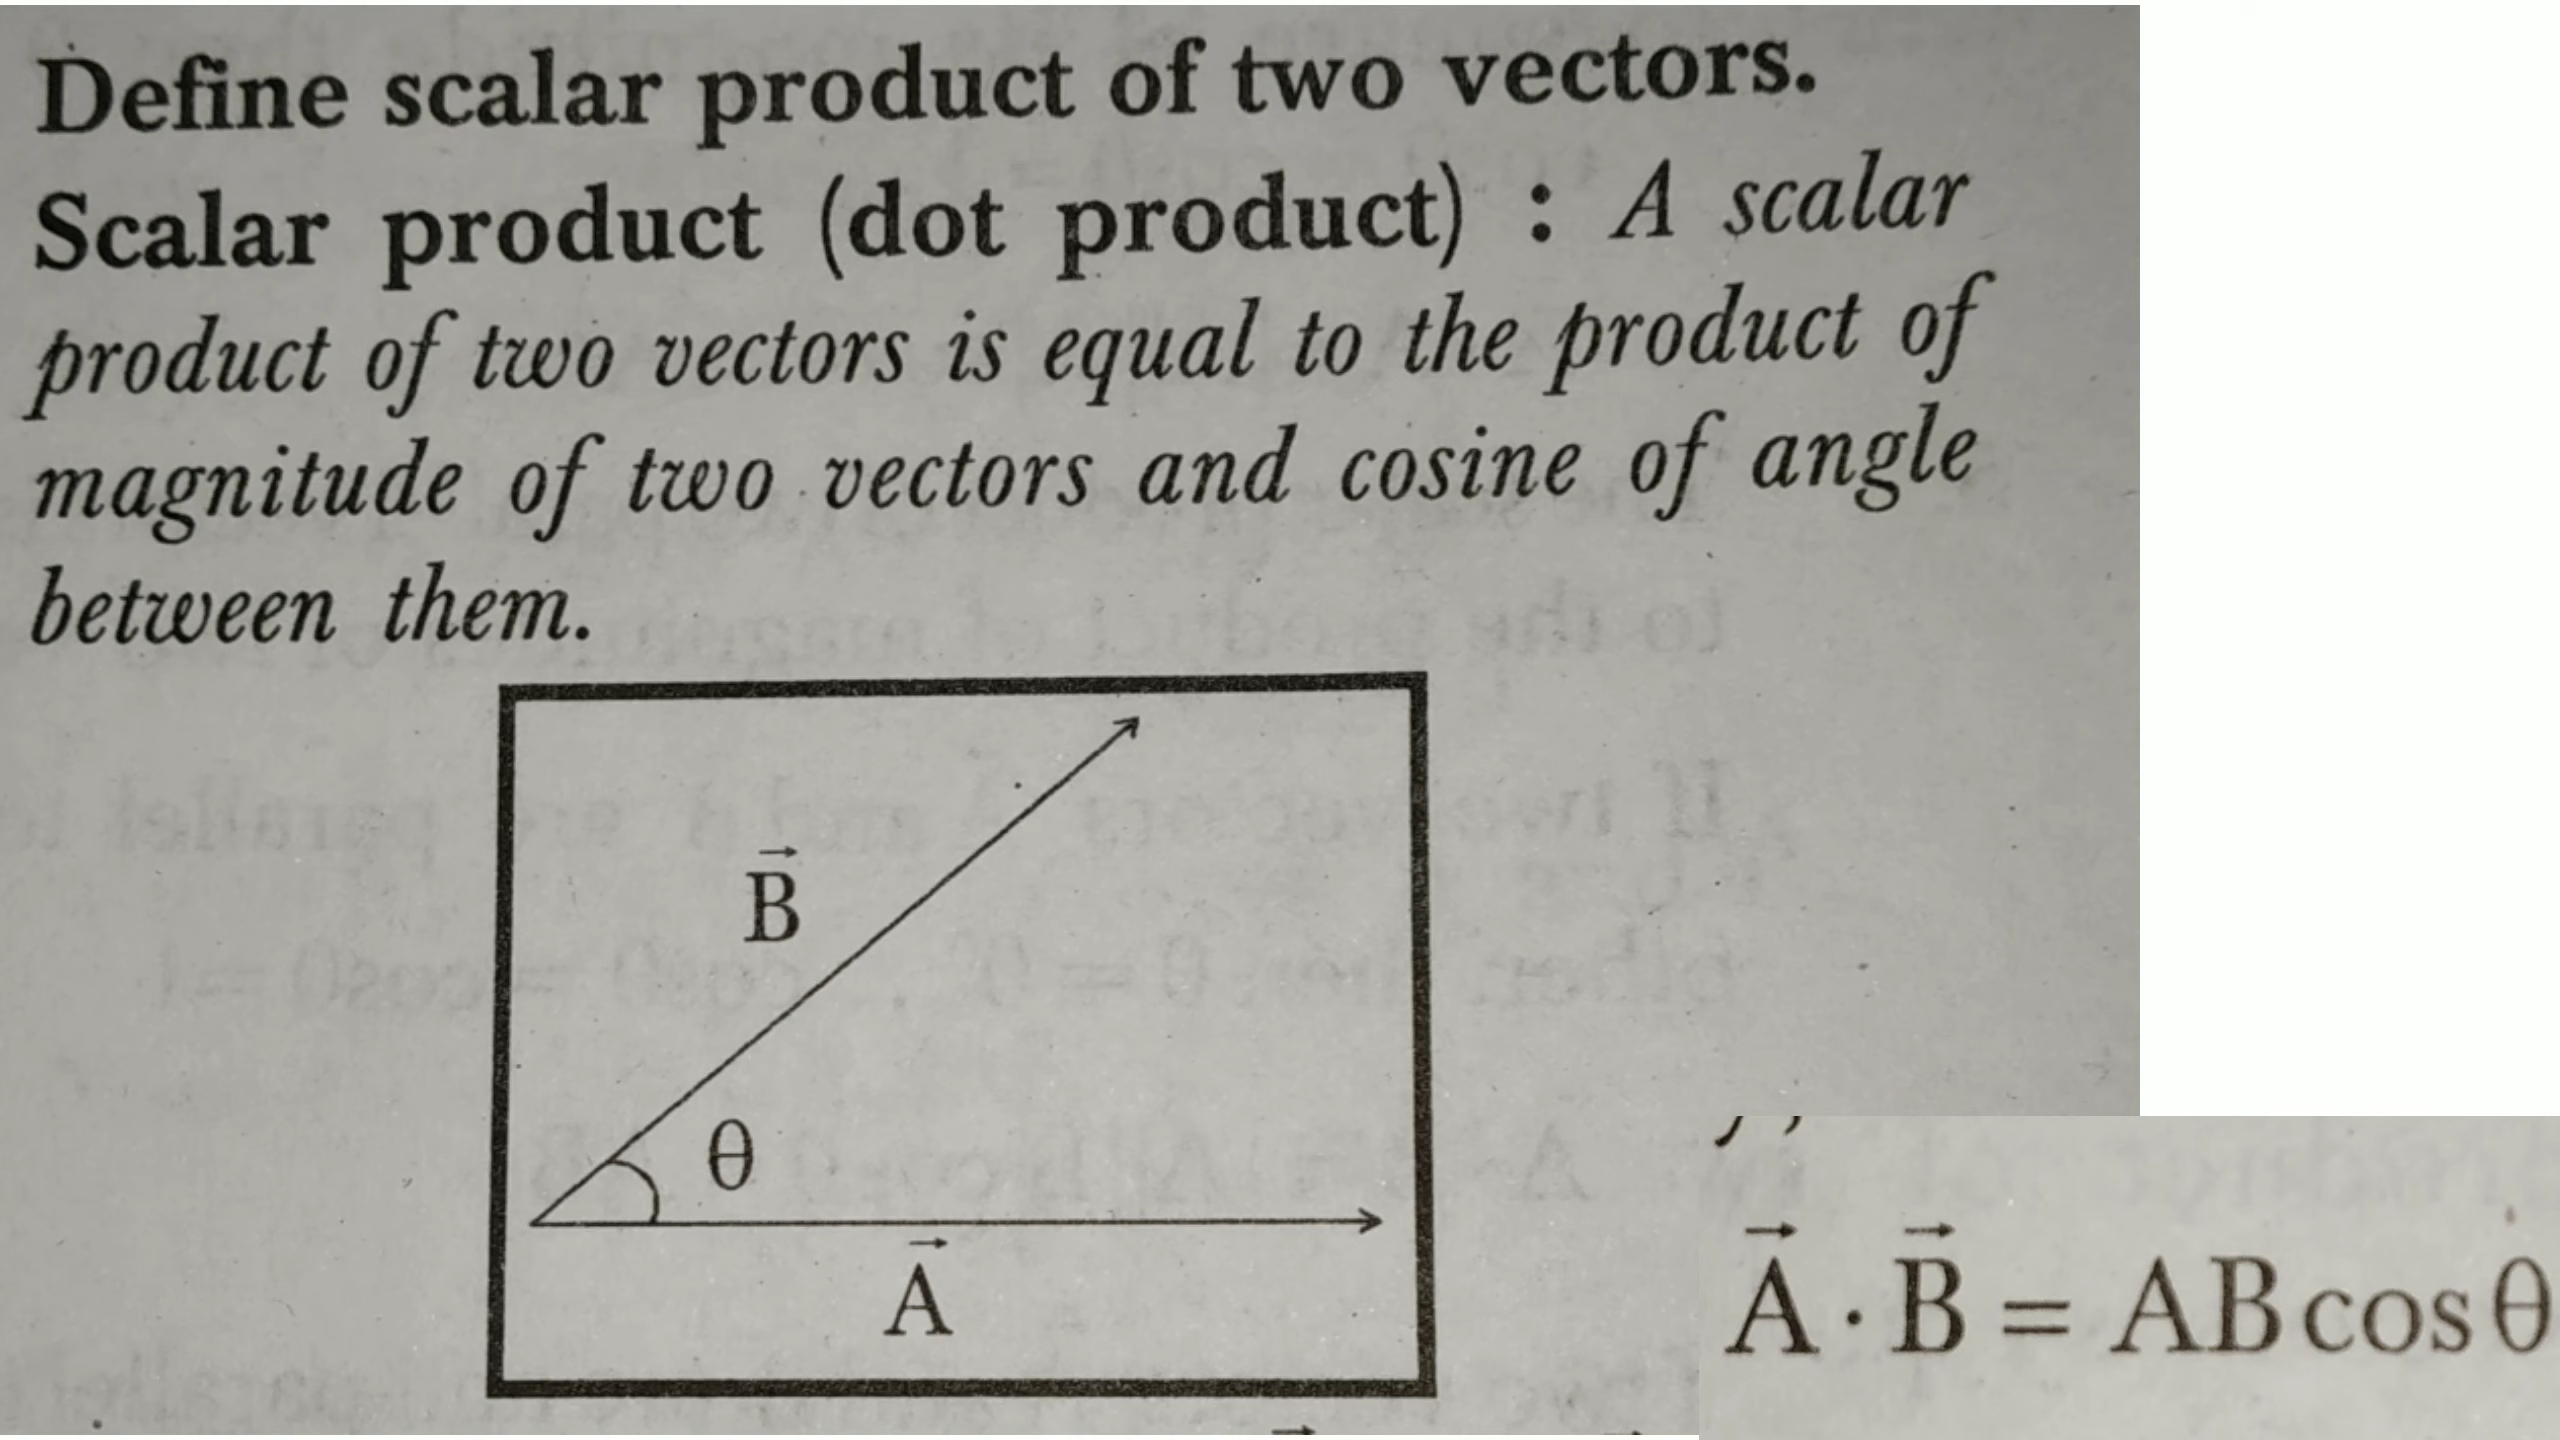 Define scalar product of two vectors.
Scalar product (dot product) : A scalar
product of two vectors is equal to the product of
magnitude of two vectors and cosine of angle
between them.
B⃗
θ
A⃗
A⃗ · B⃗ = AB cos θ